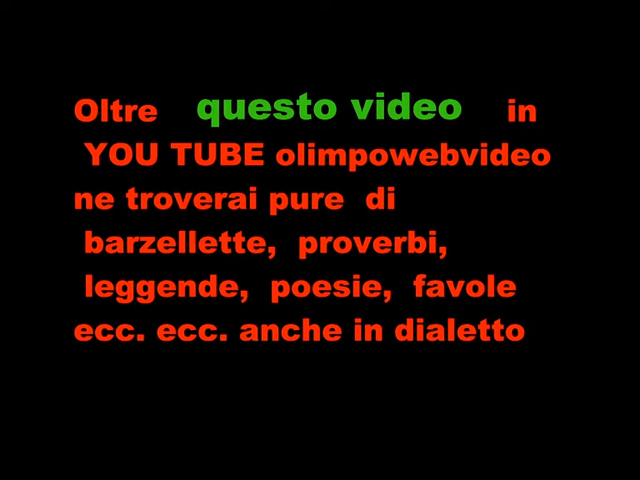 Oltre questo video in
YOU TUBE olimpowebvideo
ne troverai pure di
barzellette, proverbi,
leggende, poesie, favole
ecc. ecc. anche in dialetto